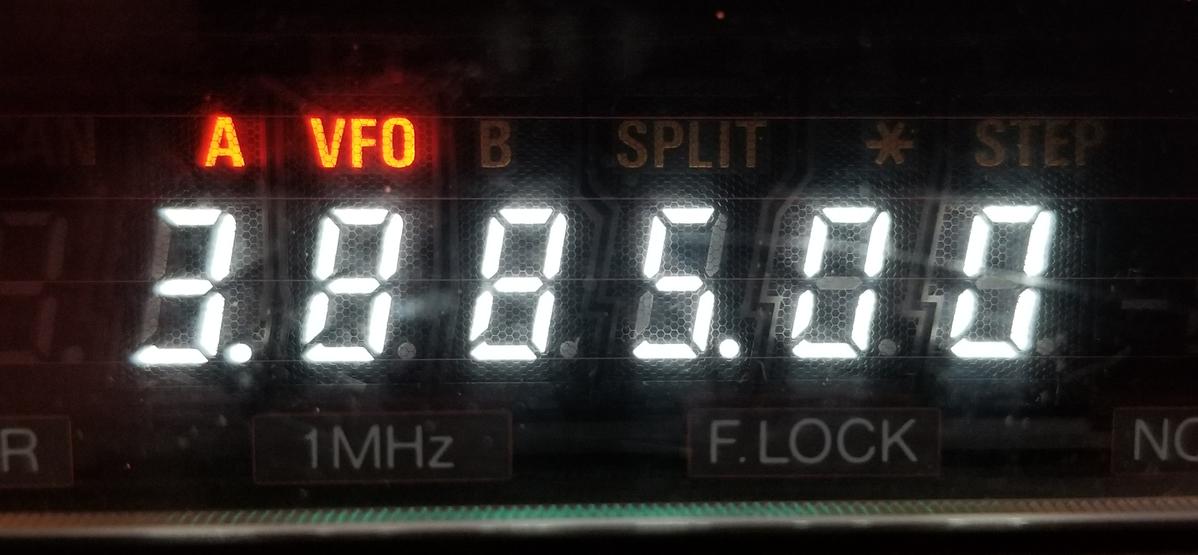 A VFO B SPLIT * STEP
3.885.00
R 1MHz F.LOCK